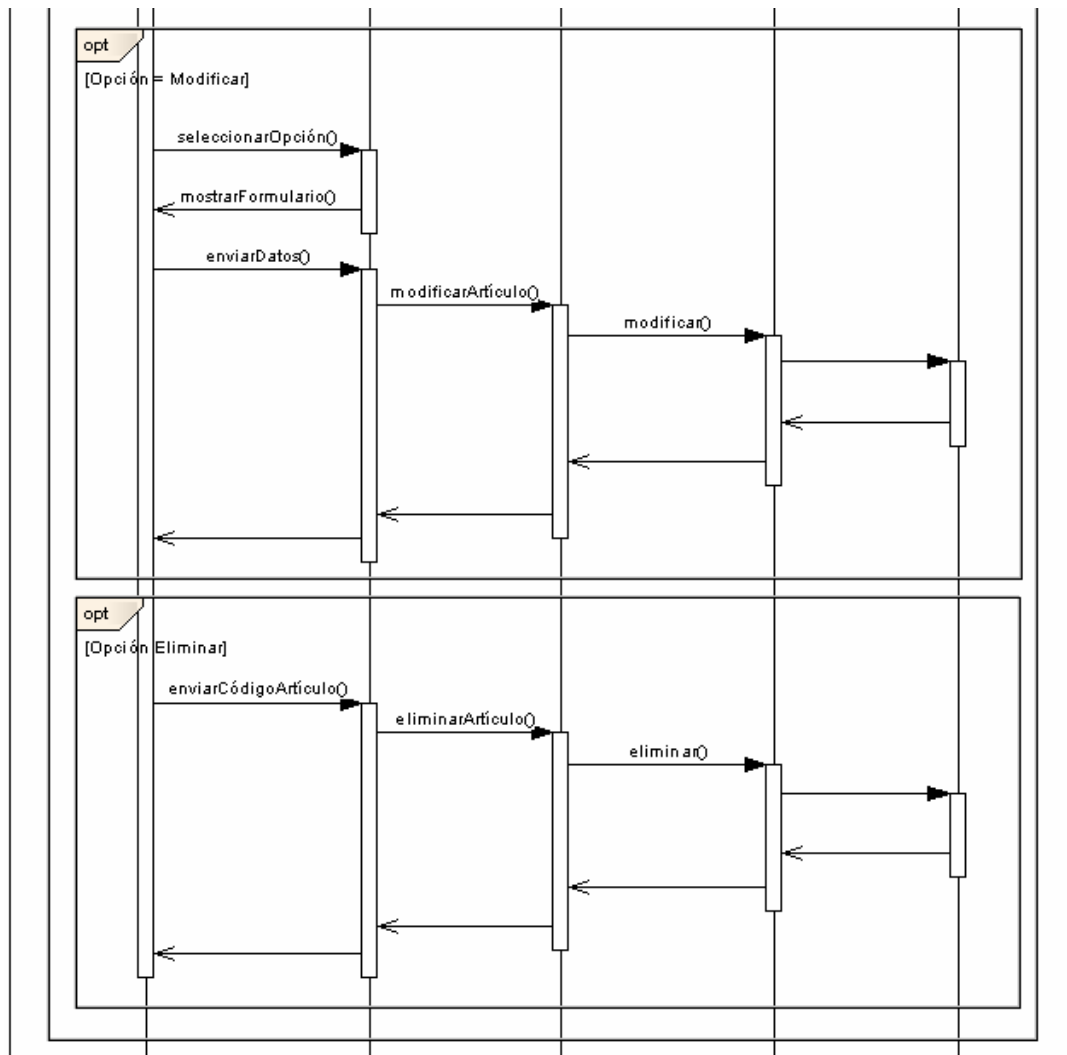 opt
[Opción = Modificar]
seleccionarOpción()
mostrarFormulario()
enviarDatos()
modificarArtículo()
modificar()
opt
[Opción Eliminar]
enviarCódigoArtículo()
eliminarArtículo()
eliminar()